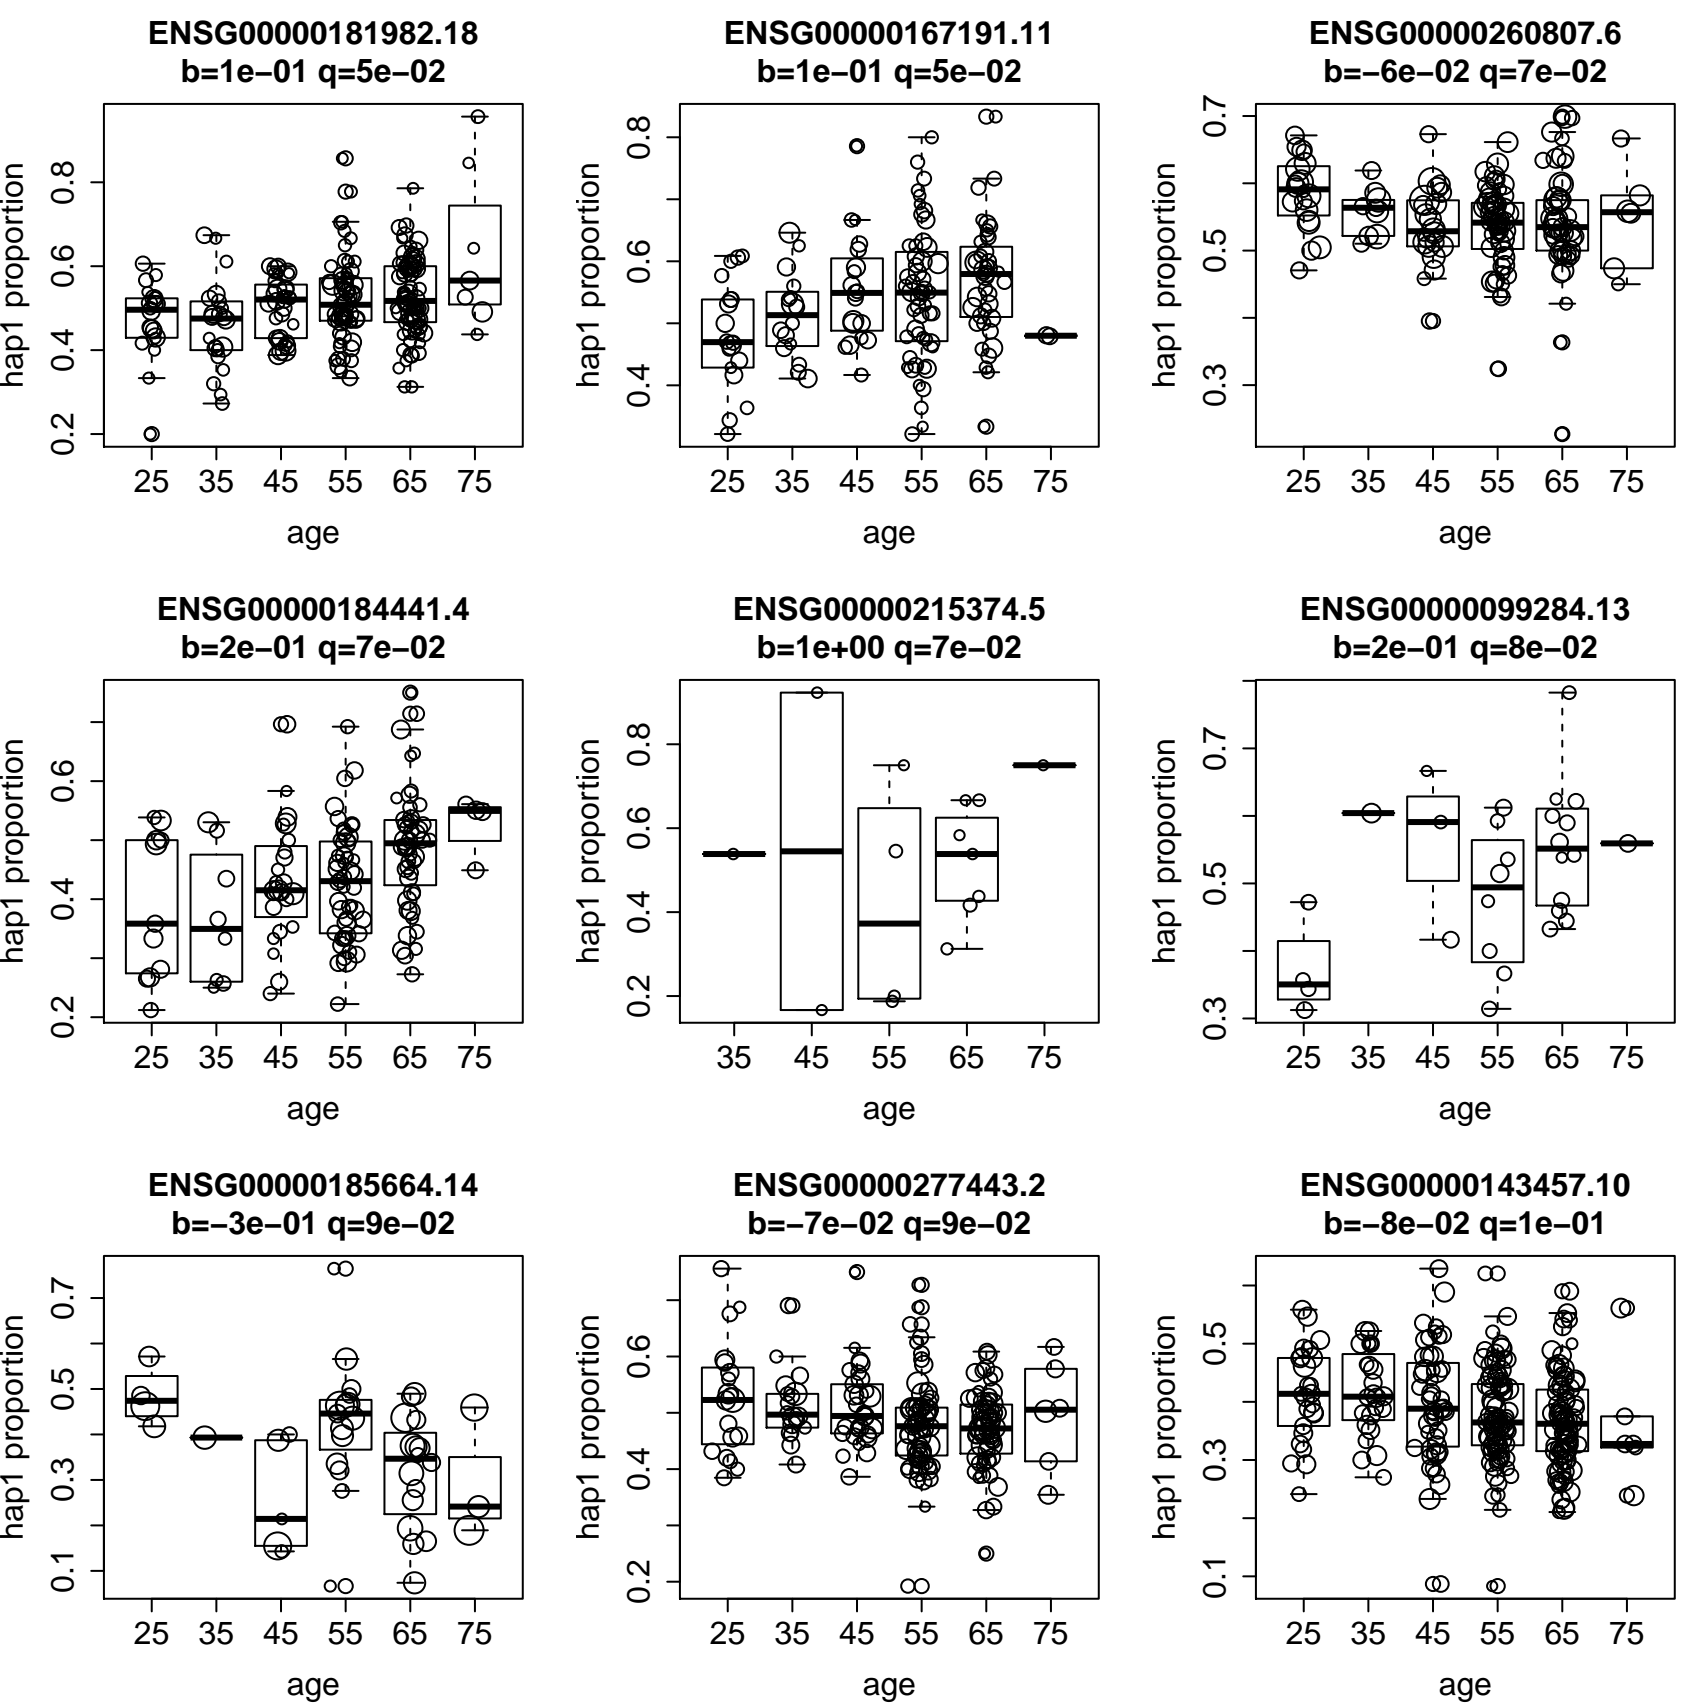 ENSG00000181982.18
b=1e−01 q=5e−02
hap1 proportion
0.2 0.4 0.6 0.8
25 35 45 55 65 75
age
ENSG00000167191.11
b=1e−01 q=5e−02
hap1 proportion
0.4 0.6 0.8
25 35 45 55 65 75
age
ENSG00000260807.6
b=−6e−02 q=7e−02
hap1 proportion
0.3 0.5 0.7
25 35 45 55 65 75
age
ENSG00000184441.4
b=2e−01 q=7e−02
hap1 proportion
0.2 0.4 0.6
25 35 45 55 65 75
age
ENSG00000215374.5
b=1e+00 q=7e−02
hap1 proportion
0.2 0.4 0.6 0.8
35 45 55 65 75
age
ENSG00000099284.13
b=2e−01 q=8e−02
hap1 proportion
0.3 0.5 0.7
25 35 45 55 65 75
age
ENSG00000185664.14
b=−3e−01 q=9e−02
hap1 proportion
0.1 0.3 0.5 0.7
25 35 45 55 65 75
age
ENSG00000277443.2
b=−7e−02 q=9e−02
hap1 proportion
0.2 0.4 0.6
25 35 45 55 65 75
age
ENSG00000143457.10
b=−8e−02 q=1e−01
hap1 proportion
0.1 0.3 0.5
25 35 45 55 65 75
age